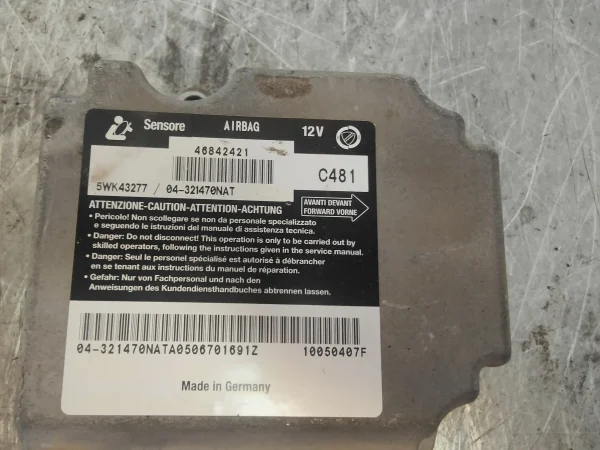 Sensore AIRBAG 12V
46842421
C481
5WK43277 / 04-321470NAT
ATTENZIONE-CAUTION-ATTENTION-ACHTUNG
AVANTI DEVANT
FORWARD VORNE
• Pericolo! Non scollegare se non da personale specializzato
e seguendo le istruzioni del manuale di assistenza tecnica.
• Danger: Do not disconnect! This operation is only to be carried out by
skilled operators, following the instructions given in the service manual.
• Danger: Seul le personel spécialisé est autorisé à débrancher
en se tenant aux instructions du manuel de réparation.
• Gefahr: Nur von Fachpersonal und nach den
Anweisungen des Kundendiensthandbuches abtrennen lassen.
04-321470NATA0506701691Z 10050407F
Made in Germany